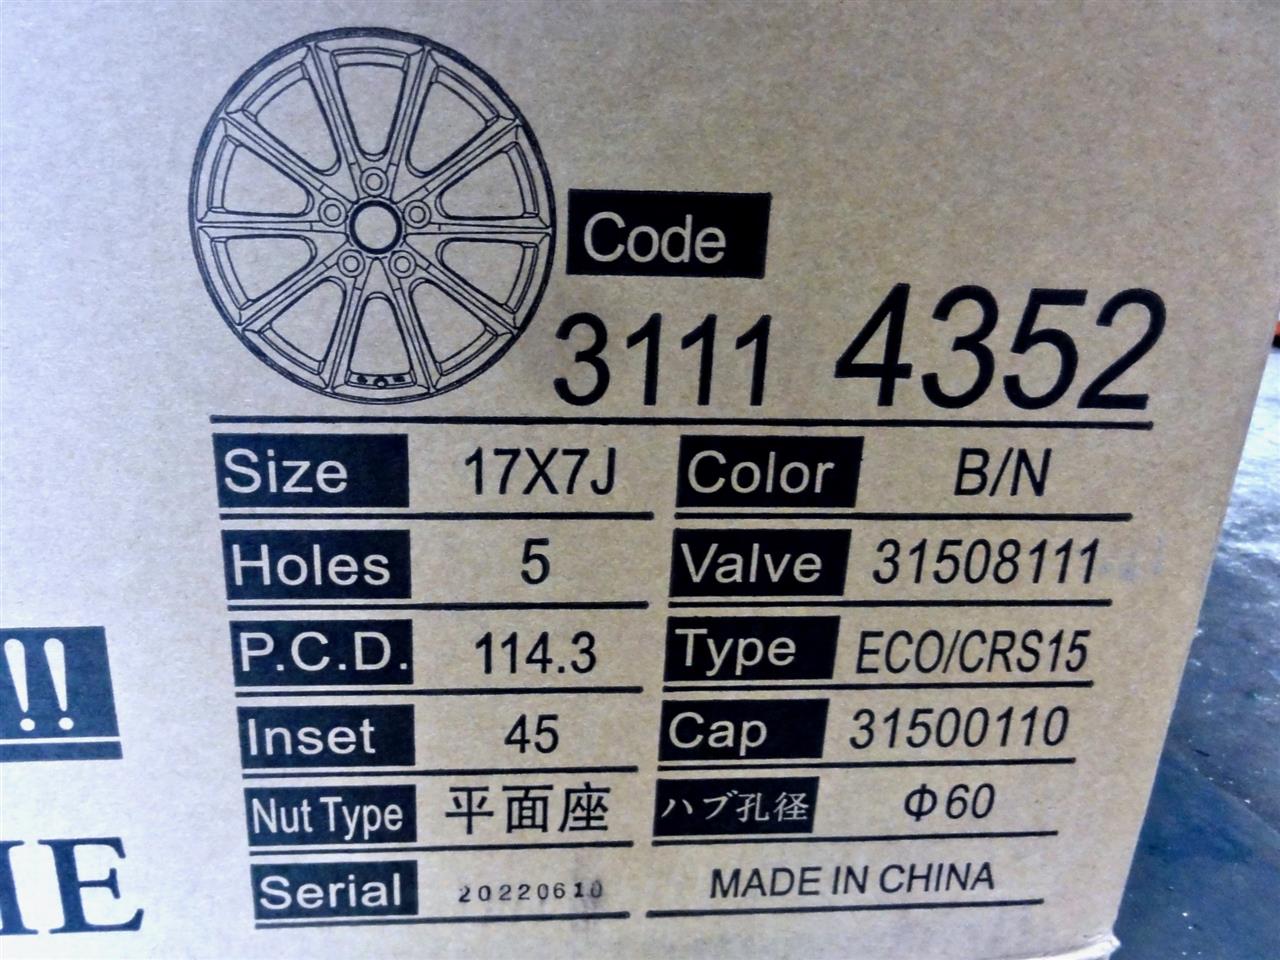 Code
3111 4352
Size 17X7J Color B/N
Holes 5 Valve 31508111
P.C.D. 114.3 Type ECO/CRS15
!! Inset 45 Cap 31500110
Nut Type 平面座 ハブ孔径 Φ60
IE Serial 20220610 MADE IN CHINA